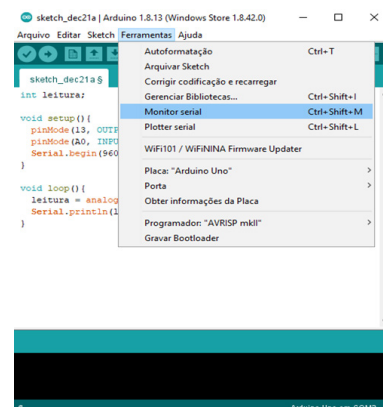 sketch_dec21a | Arduino 1.8.13 (Windows Store 1.8.42.0)
Arquivo Editar Sketch Ferramentas Ajuda
sketch_dec21a §
int leitura;
void setup(){
pinMode(13, OUTP
pinMode(A0, INPU
Serial.begin(960
}
void loop(){
leitura = analog
Serial.println(l
}
Autoformatação Ctrl+T
Arquivar Sketch
Corrigir codificação e recarregar
Gerenciar Bibliotecas... Ctrl+Shift+I
Monitor serial Ctrl+Shift+M
Plotter serial Ctrl+Shift+L
WiFi101 / WiFiNINA Firmware Updater
Placa: "Arduino Uno"
Porta
Obter informações da Placa
Programador: "AVRISP mkII"
Gravar Bootloader